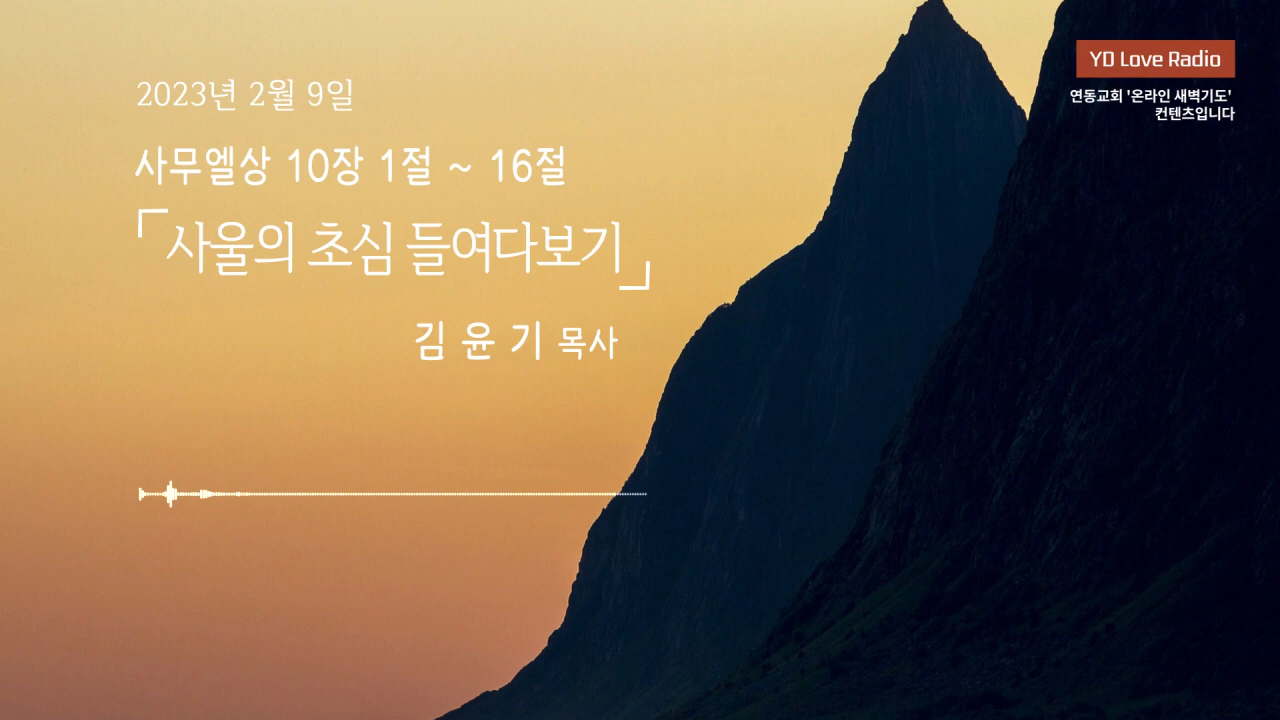 2023년 2월 9일
사무엘상 10장 1절 ~ 16절
「사울의 초심 들여다보기」
김 윤 기 목사
YD Love Radio
연동교회 '온라인 새벽기도'
컨텐츠입니다